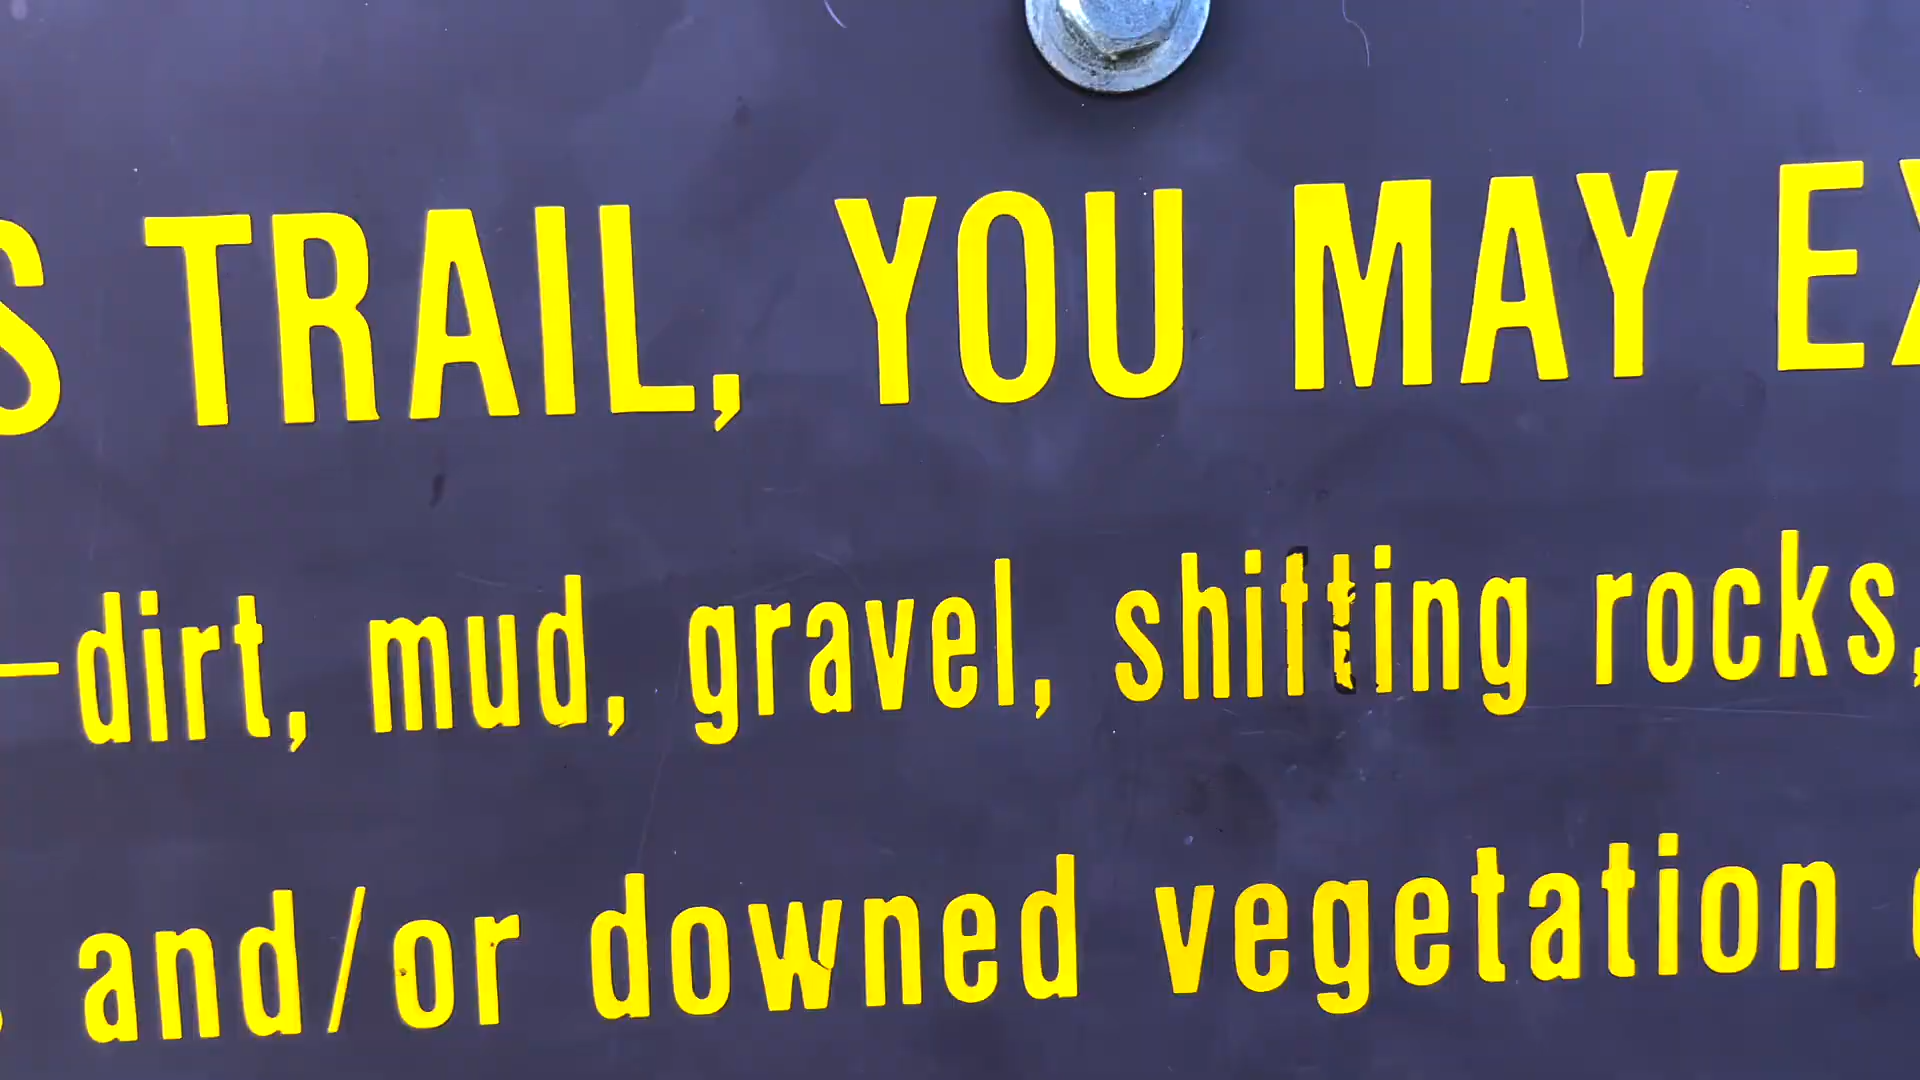 S TRAIL, YOU MAY EX
—dirt, mud, gravel, shifting rocks,
and/or downed vegetation